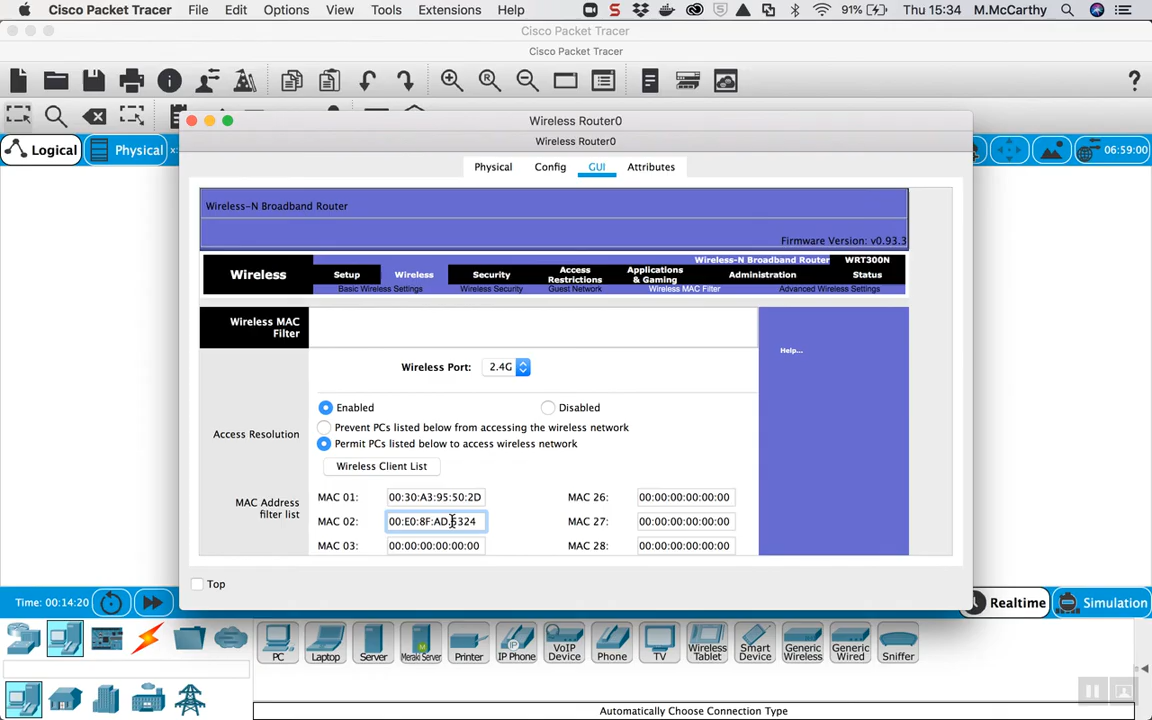 Cisco Packet Tracer File Edit Options View Tools Extensions Help 91% Thu 15:34 M.McCarthy
Cisco Packet Tracer
Cisco Packet Tracer
?
Wireless Router0
Wireless Router0
Logical Physical 06:59:00
Physical Config GUI Attributes
Wireless-N Broadband Router
Firmware Version: v0.93.3
Wireless-N Broadband Router WRT300N
Wireless Setup Wireless Security Access Restrictions Applications & Gaming Administration Status
Basic Wireless Settings Wireless Security Guest Network Wireless MAC Filter Advanced Wireless Settings
Wireless MAC
Filter
Help...
Wireless Port: 2.4G
Enabled Disabled
Prevent PCs listed below from accessing the wireless network
Access Resolution
Permit PCs listed below to access wireless network
Wireless Client List
MAC Address
filter list
MAC 01: 00:30:A3:95:50:2D MAC 26: 00:00:00:00:00:00
MAC 02: 00:E0:8F:AD MAC 27: 00:00:00:00:00:00
MAC 03: 00:00:00:00:00:00 MAC 28: 00:00:00:00:00:00
Top
Time: 00:14:20 Realtime Simulation
PC Laptop Server Meraki Server Printer IP Phone VoIP Device Phone TV Wireless Tablet Smart Device Generic Wireless Generic Wired Sniffer
Automatically Choose Connection Type